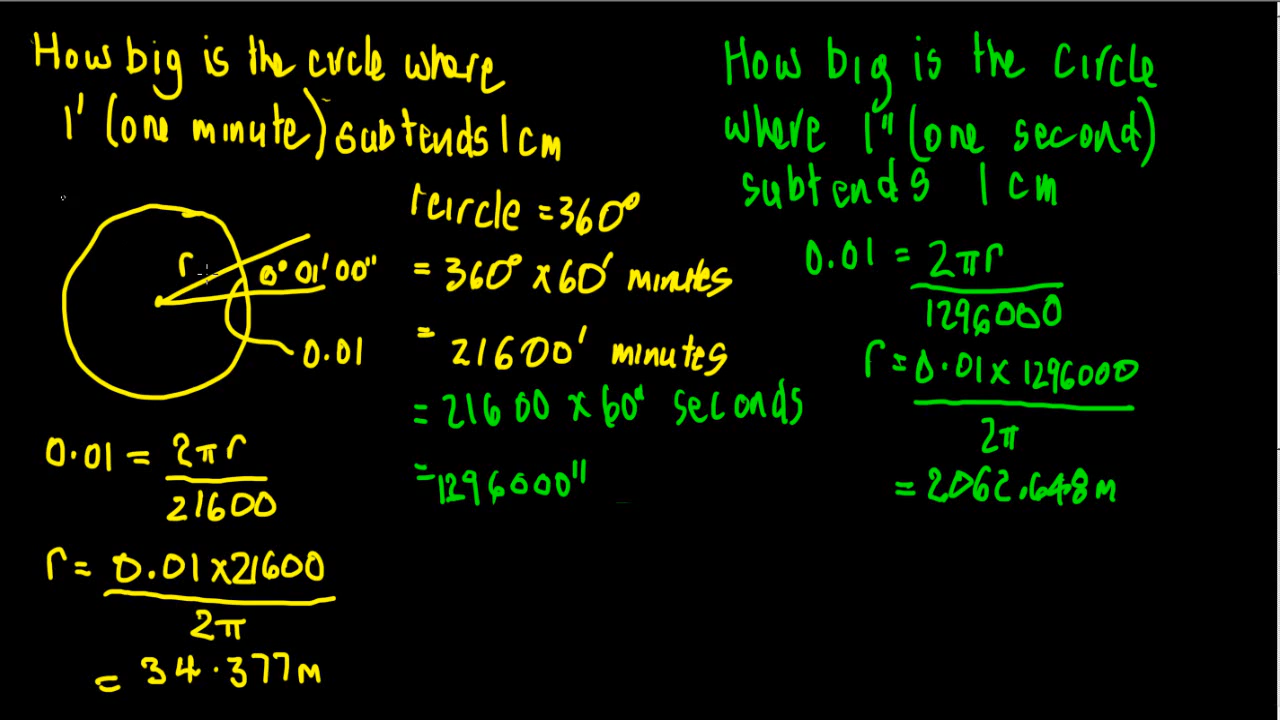 How big is the circle where
1' (one minute) subtends 1 cm
r
0° 01' 00"
0.01
0.01 = 2πr
21600
r = 0.01 x 21600
2π
= 34.377m
circle = 360°
= 360° x 60' minutes
= 21600' minutes
= 21600 x 60" seconds
= 1296000"
How big is the circle
where 1" (one second)
subtends 1 cm
0.01 = 2πr
1296000
r = 0.01 x 1296000
2π
= 2062.648m